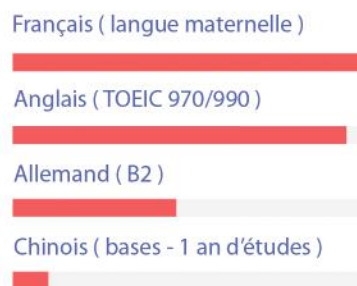 Français ( langue maternelle )
Anglais ( TOEIC 970/990 )
Allemand ( B2 )
Chinois ( bases - 1 an d’études )